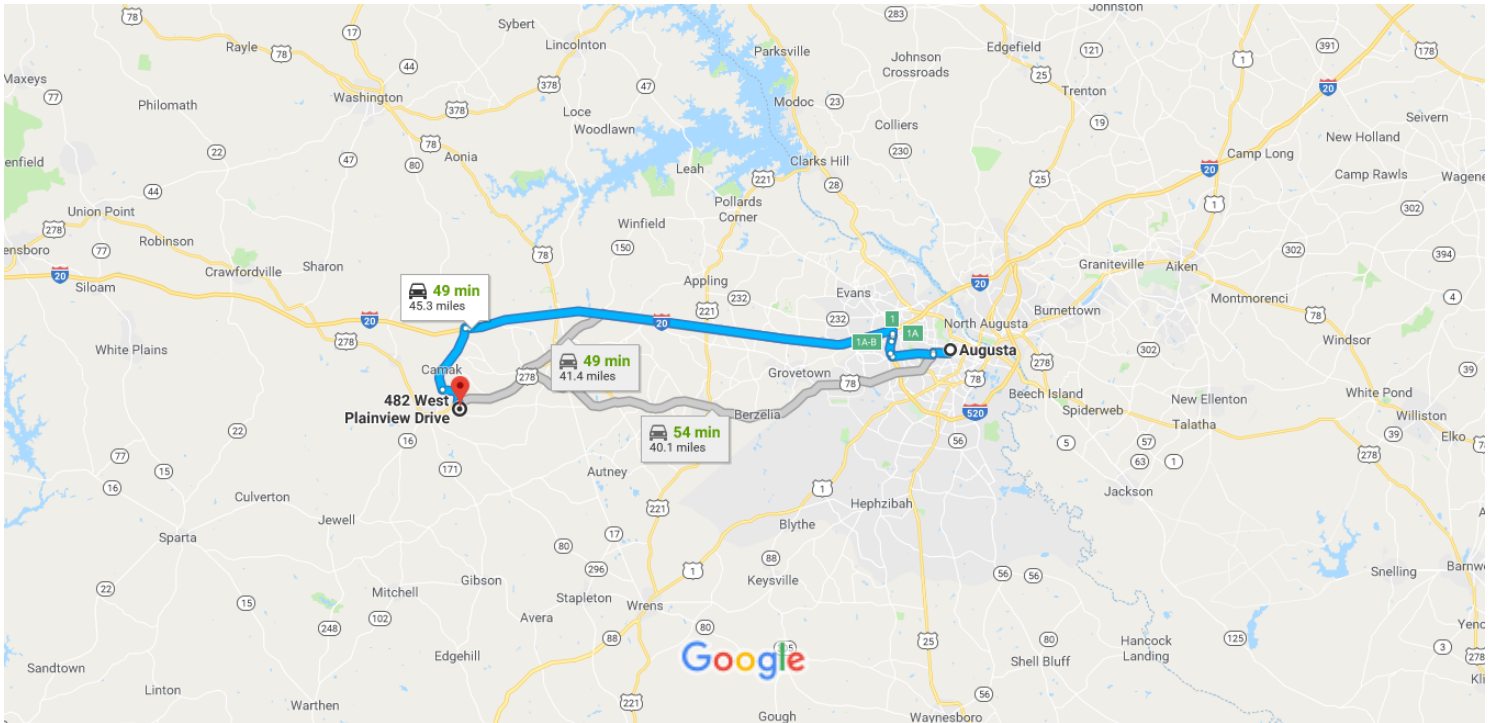 Johnston
78
17
Sybert
283
Rayle
78
Lincolnton
Parksville
Edgefield
391
178
378
Johnson
Crossroads
121
1
Maxeys
44
25
77
Washington
47
Trenton
20
Philomath
378
Loce
Modoc
23
Seivern
Woodlawn
Colliers
19
New Holland
22
78
enfield
47
Aonia
230
Camp Long
80
Leah
Clarks Hill
25
20
Camp Rawls
Wagene
44
221
28
Union Point
Pollards
Corner
1
302
278
Winfield
302
ensboro
77
Robinson
150
78
394
Crawfordville
Sharon
Graniteville
Aiken
20
Siloam
Appling
20
49 min
45.3 miles
232
Evans
Burnettown
Montmorenci
4
221
20
20
232
1
North Augusta
278
1A
302
White Plains
1A-B
Augusta
Windsor
49 min
41.4 miles
278
Camak
278
Grovetown
78
78
Beech Island
New Ellenton
White Pond
482 West
Plainview Drive
Berzelia
520
Spiderweb
Williston
22
54 min
40.1 miles
Talatha
16
56
5
57
Elko
78
77
171
63
1
278
15
Autney
16
Culverton
1
Jackson
39
Jewell
221
Hephzibah
17
Blythe
Sparta
80
88
22
296
1
Keysville
56
56
Snelling
Barnw
Gibson
Mitchell
15
Stapleton
Wrens
102
Avera
248
80
25
80
Hancock
Landing
125
88
Edgehill
Google
3
278
Sandtown
Shell Bluff
Linton
56
Warthen
221
Gough
Waynesboro